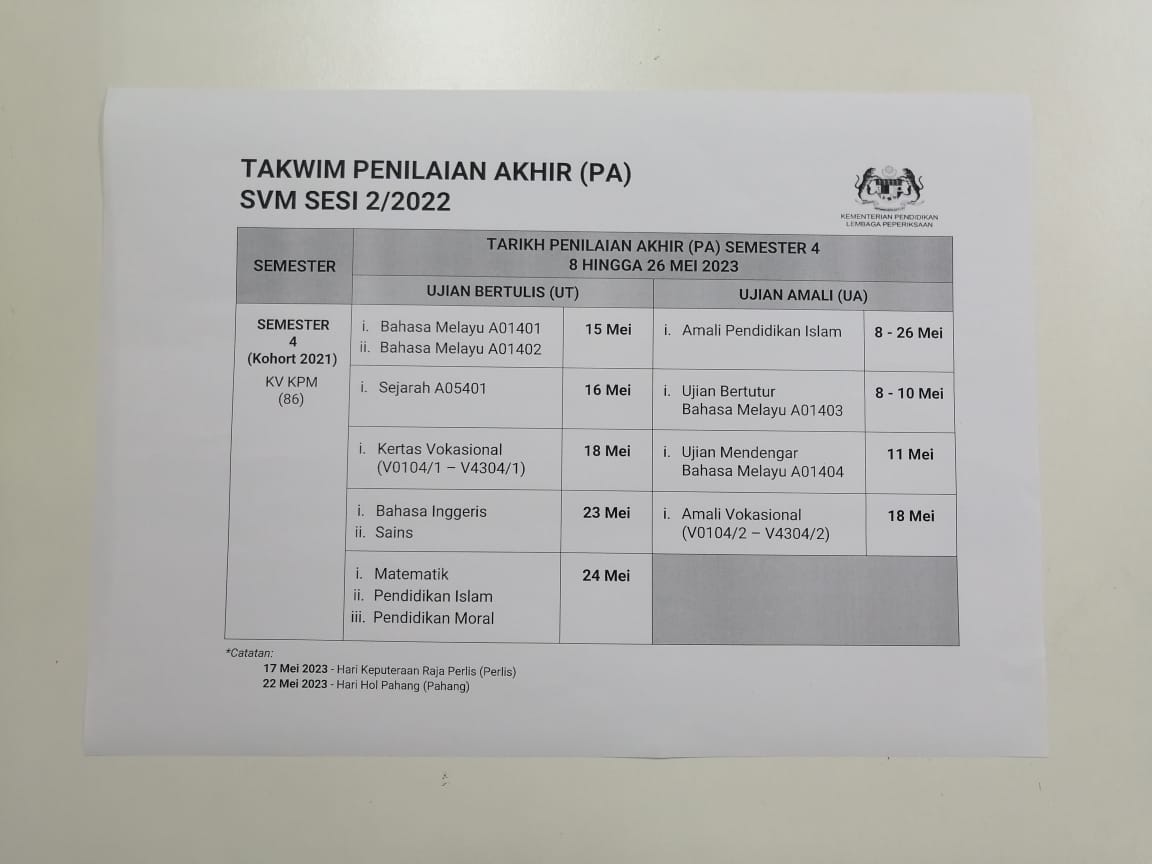 TAKWIM PENILAIAN AKHIR (PA)
SVM SESI 2/2022
KEMENTERIAN PENDIDIKAN
LEMBAGA PEPERIKSAAN
SEMESTER
TARIKH PENILAIAN AKHIR (PA) SEMESTER 4
8 HINGGA 26 MEI 2023
UJIAN BERTULIS (UT)
UJIAN AMALI (UA)
SEMESTER
4
(Kohort 2021)
KV KPM
(86)
i. Bahasa Melayu A01401
ii. Bahasa Melayu A01402
15 Mei
i. Amali Pendidikan Islam
8 - 26 Mei
i. Sejarah A05401
16 Mei
i. Ujian Bertutur
Bahasa Melayu A01403
8 - 10 Mei
i. Kertas Vokasional
(V0104/1 – V4304/1)
18 Mei
i. Ujian Mendengar
Bahasa Melayu A01404
11 Mei
i. Bahasa Inggeris
ii. Sains
23 Mei
i. Amali Vokasional
(V0104/2 – V4304/2)
18 Mei
i. Matematik
ii. Pendidikan Islam
iii. Pendidikan Moral
24 Mei
*Catatan:
17 Mei 2023 - Hari Keputeraan Raja Perlis (Perlis)
22 Mei 2023 - Hari Hol Pahang (Pahang)